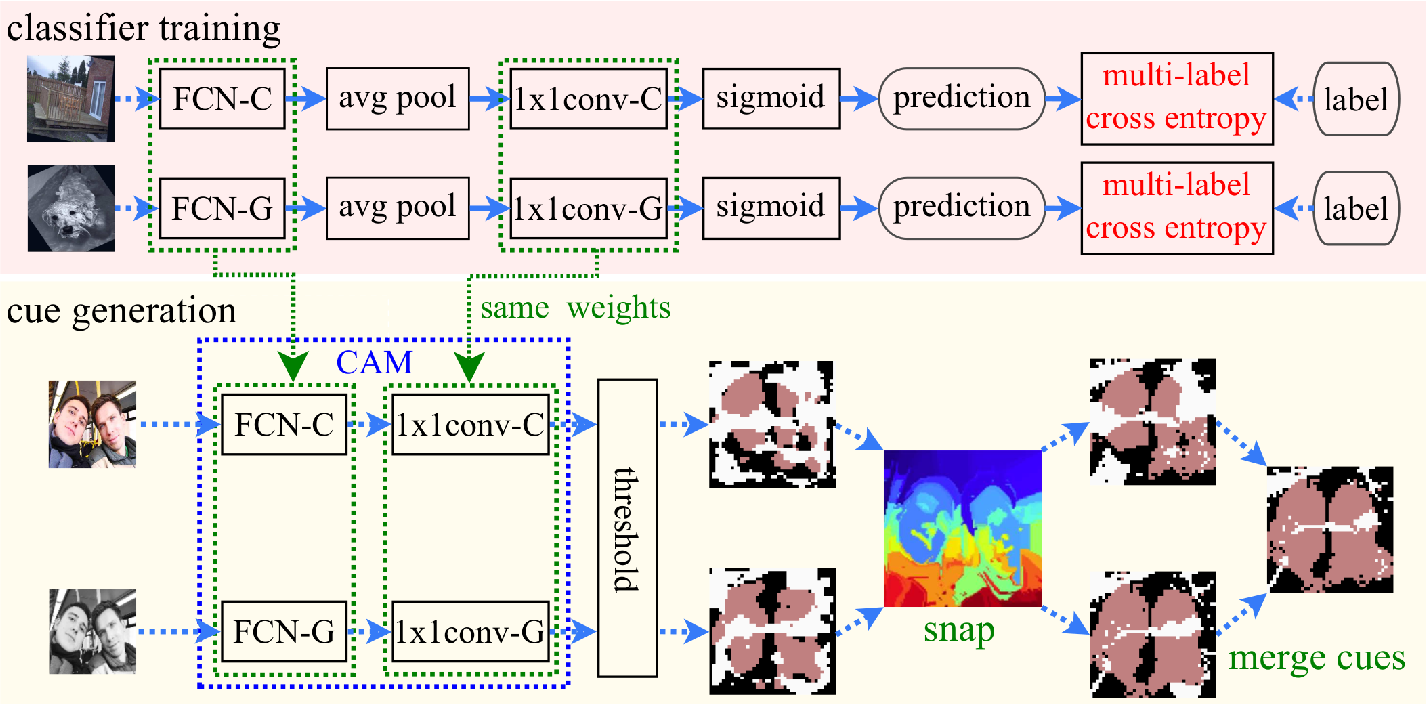 classifier training
FCN-C
avg pool
1x1conv-C
sigmoid
prediction
multi-label
cross entropy
label
FCN-G
avg pool
1x1conv-G
sigmoid
prediction
multi-label
cross entropy
label
same weights
cue generation
CAM
FCN-C
1x1conv-C
threshold
FCN-G
1x1conv-G
snap
merge cues